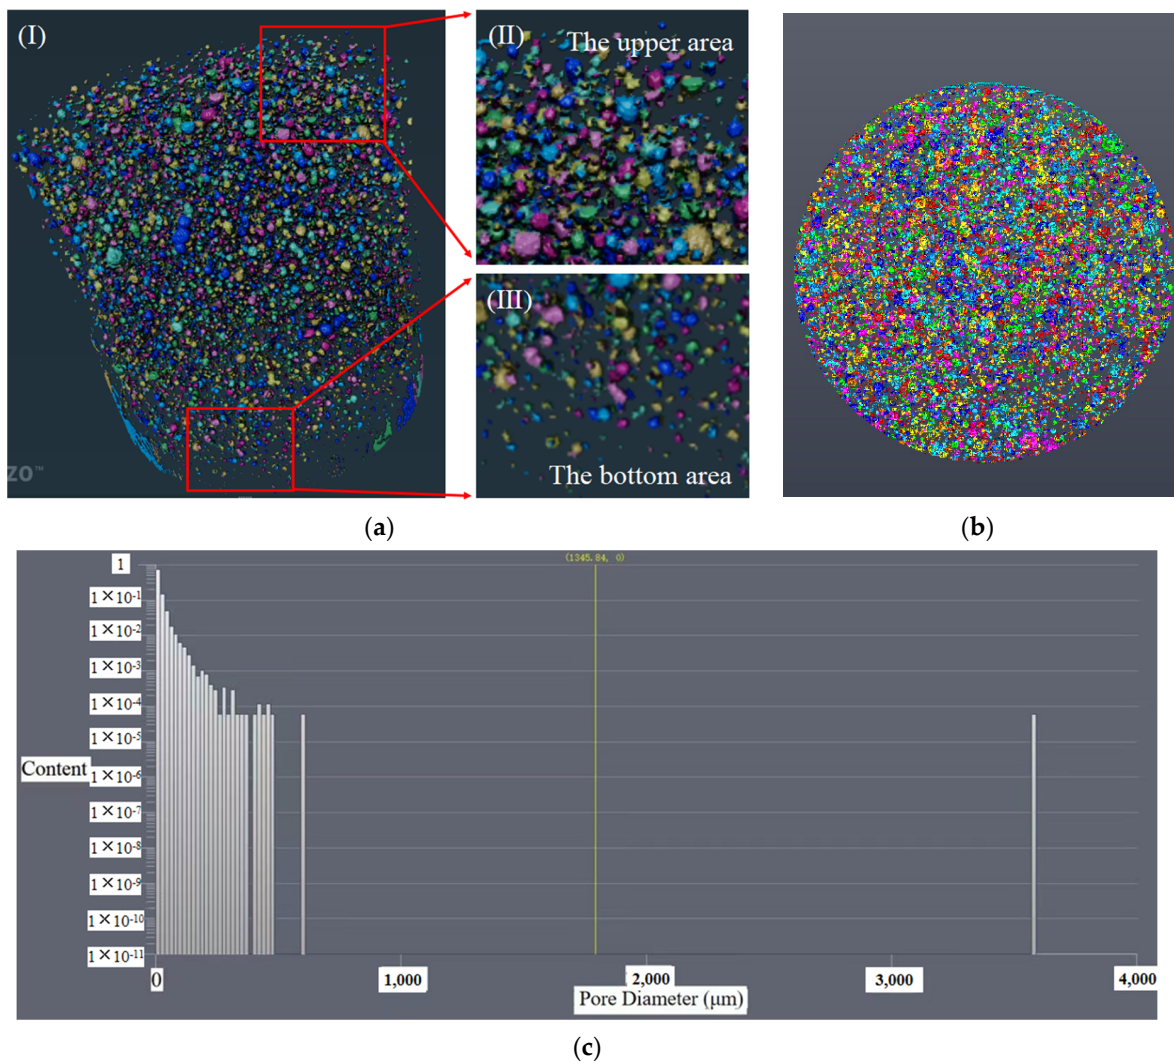 (I)
(II)
The upper area
(III)
The bottom area
ZO™
(a)
(b)
(1345.84, 0)
1
1×10-1
1×10-2
1×10-3
1×10-4
1×10-5
Content
1×10-6
1×10-7
1×10-8
1×10-9
1×10-10
1×10-11
0
1,000
2,000
3,000
4,000
Pore Diameter (μm)
(c)